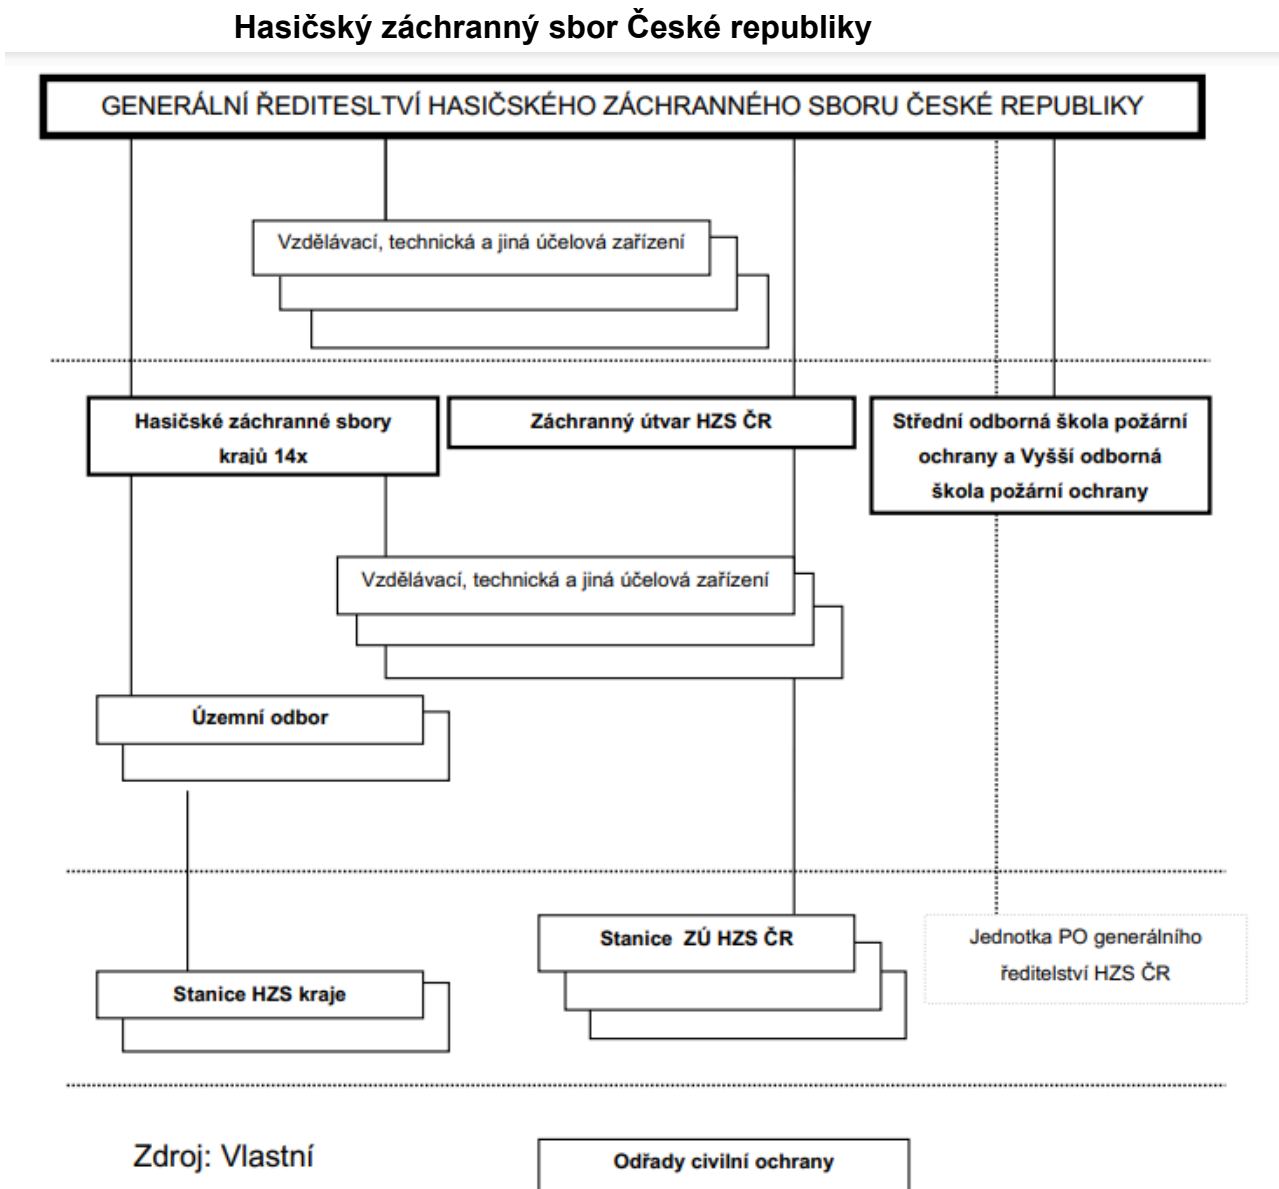 Hasičský záchranný sbor České republiky
GENERÁLNÍ ŘEDITESLTVÍ HASIČSKÉHO ZÁCHRANNÉHO SBORU ČESKÉ REPUBLIKY
Vzdělávací, technická a jiná účelová zařízení
Hasičské záchranné sbory
krajů 14x
Záchranný útvar HZS ČR
Střední odborná škola požární
ochrany a Vyšší odborná
škola požární ochrany
Vzdělávací, technická a jiná účelová zařízení
Územní odbor
Stanice ZÚ HZS ČR
Jednotka PO generálního
ředitelství HZS ČR
Stanice HZS kraje
Zdroj: Vlastní
Odřady civilní ochrany